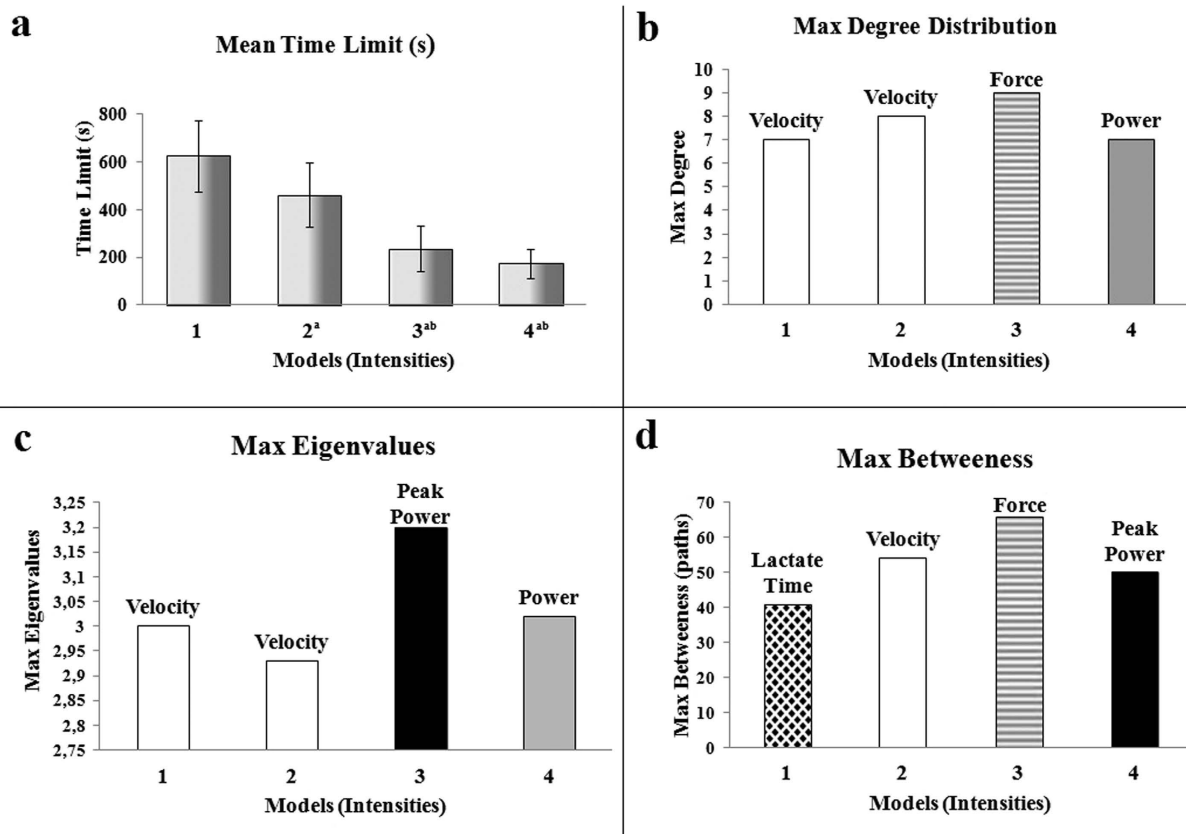 a
Mean Time Limit (s)
Time Limit (s)
800
600
400
200
0
1 2ᵃ 3ᵃᵇ 4ᵃᵇ
Models (Intensities)
b
Max Degree Distribution
Max Degree
10
9
8
7
6
5
4
3
2
1
0
Velocity
Velocity
Force
Power
1 2 3 4
Models (Intensities)
c
Max Eigenvalues
Max Eigenvalues
3,25
3,2
3,15
3,1
3,05
3
2,95
2,9
2,85
2,8
2,75
Velocity
Velocity
Peak
Power
Power
1 2 3 4
Models (Intensities)
d
Max Betweeness
Max Betweeness (paths)
70
60
50
40
30
20
10
0
Lactate
Time
Velocity
Force
Peak
Power
1 2 3 4
Models (Intensities)